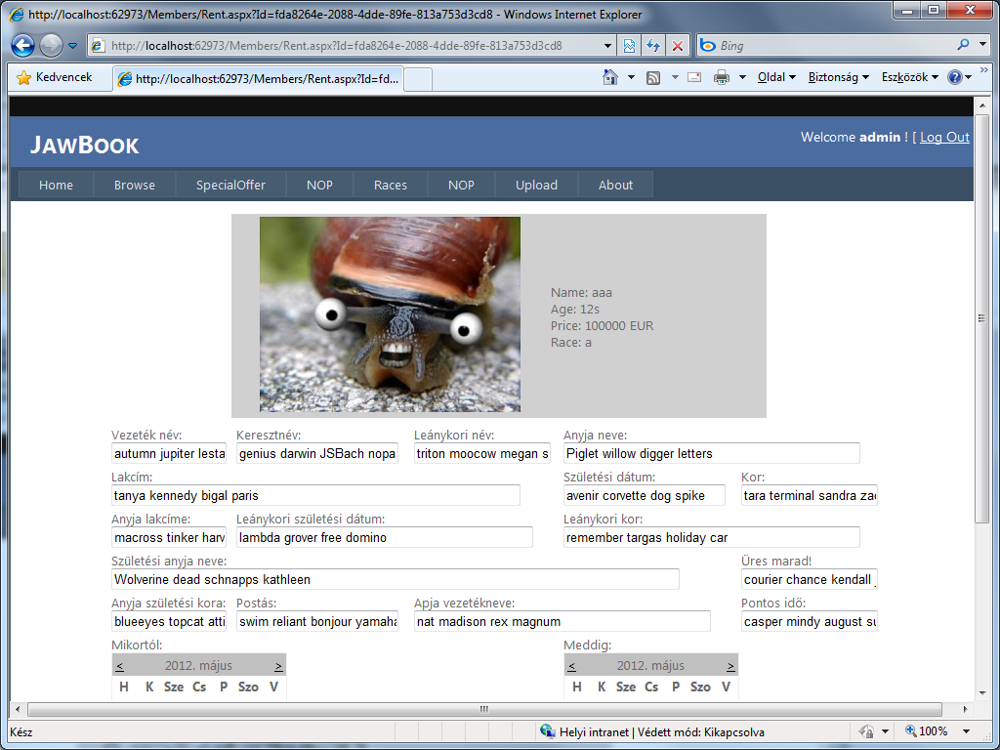 http://localhost:62973/Members/Rent.aspx?Id=fda8264e-2088-4dde-89fe-813a753d3cd8 - Windows Internet Explorer
http://localhost:62973/Members/Rent.aspx?Id=fda8264e-2088-4dde-89fe-813a753d3cd8 Bing
Kedvencek http://localhost:62973/Members/Rent.aspx?Id=fd... Oldal Biztonság Eszközök
JawBook Welcome admin ! [ Log Out
Home Browse SpecialOffer NOP Races NOP Upload About
Name: aaa
Age: 12s
Price: 100000 EUR
Race: a
Vezeték név: Keresztnév: Leánykori név: Anyja neve:
autumn jupiter lesta genius darwin JSBach nopa triton moocow megan s Piglet willow digger letters
Lakcím: Születési dátum: Kor:
tanya kennedy bigal paris avenir corvette dog spike tara terminal sandra za
Anyja lakcíme: Leánykori születési dátum: Leánykori kor:
macross tinker harv lambda grover free domino remember targas holiday car
Születési anyja neve: Üres marad!
Wolverine dead schnapps kathleen courier chance kendall
Anyja születési kora: Postás: Apja vezetékneve: Pontos idő:
blueeyes topcat atti swim reliant bonjour yamaha nat madison rex magnum casper mindy august su
Mikortól: Meddig:
< 2012. május > < 2012. május >
H K Sze Cs P Szo V H K Sze Cs P Szo V
Kész Helyi intranet | Védett mód: Kikapcsolva 100%